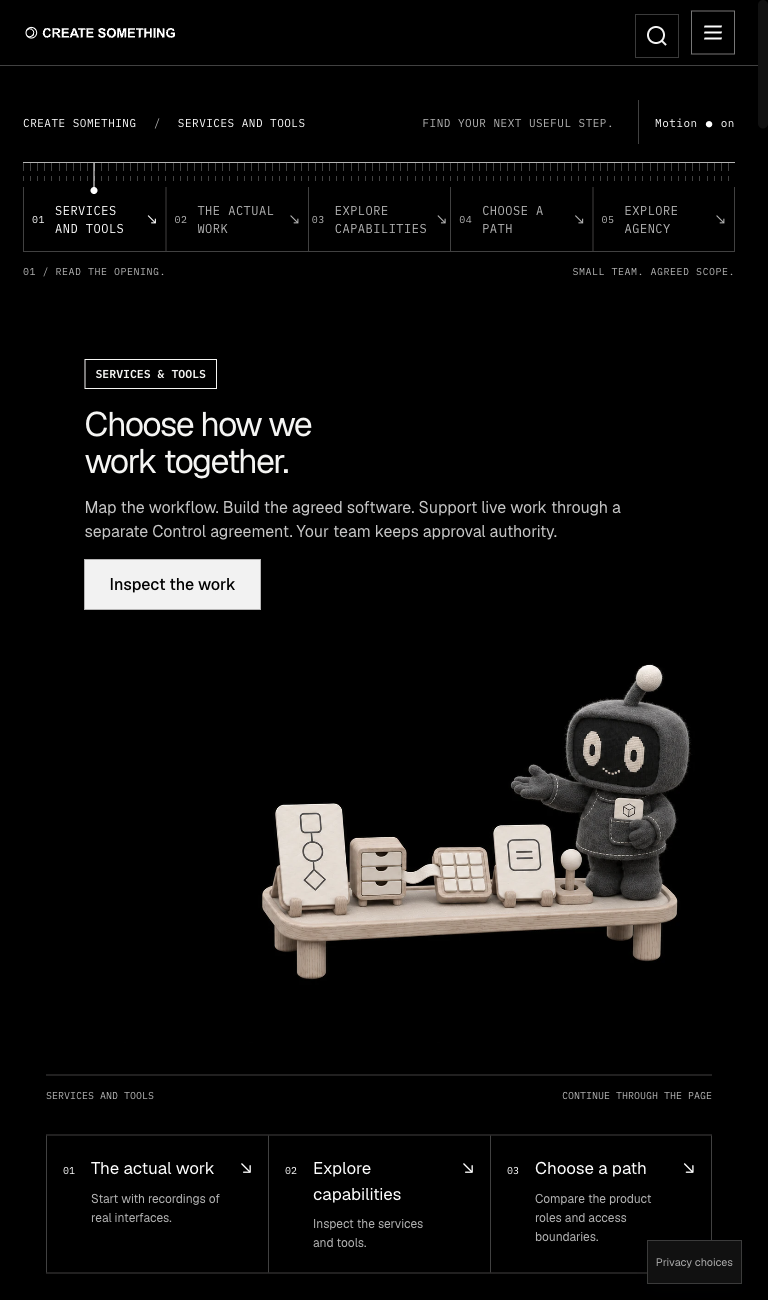 CREATE SOMETHING
CREATE SOMETHING / SERVICES AND TOOLS
FIND YOUR NEXT USEFUL STEP.
Motion ● on
01 SERVICES AND TOOLS ↘
02 THE ACTUAL WORK ↘
03 EXPLORE CAPABILITIES ↘
04 CHOOSE A PATH ↘
05 EXPLORE AGENCY ↘
01 / READ THE OPENING.
SMALL TEAM. AGREED SCOPE.
SERVICES & TOOLS
Choose how we
work together.
Map the workflow. Build the agreed software. Support live work through a
separate Control agreement. Your team keeps approval authority.
Inspect the work
SERVICES AND TOOLS
CONTINUE THROUGH THE PAGE
01 The actual work ↘
Start with recordings of
real interfaces.
02 Explore ↘
capabilities
Inspect the services
and tools.
03 Choose a path ↘
Compare the product
roles and access
boundaries.
Privacy choices